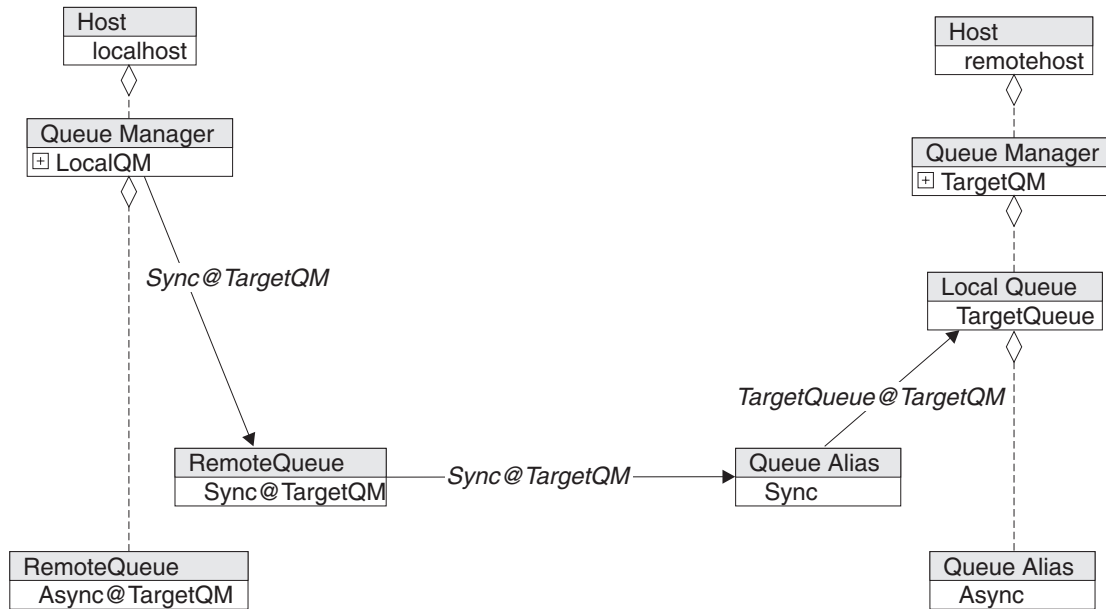 Host
localhost
Host
remotehost
Queue Manager
+ LocalQM
Queue Manager
+ TargetQM
Sync@TargetQM
Local Queue
TargetQueue
TargetQueue@TargetQM
RemoteQueue
Sync@TargetQM
Sync@TargetQM
Queue Alias
Sync
RemoteQueue
Async@TargetQM
Queue Alias
Async